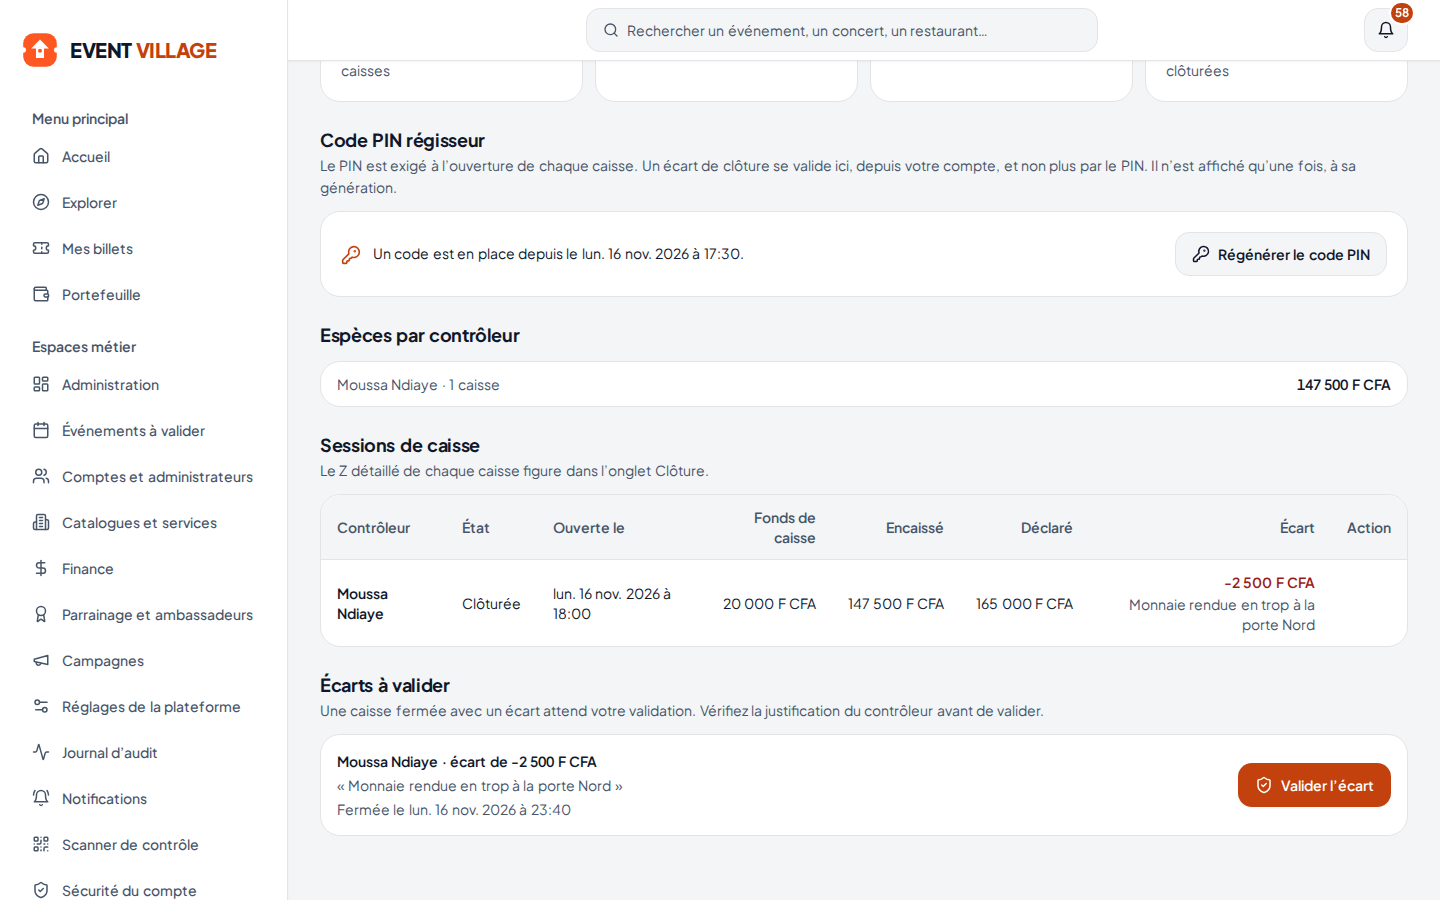 EVENT VILLAGE
Rechercher un événement, un concert, un restaurant…
58
Menu principal
Accueil
Explorer
Mes billets
Portefeuille
Espaces métier
Administration
Événements à valider
Comptes et administrateurs
Catalogues et services
Finance
Parrainage et ambassadeurs
Campagnes
Réglages de la plateforme
Journal d’audit
Notifications
Scanner de contrôle
Sécurité du compte
caisses
clôturées
Code PIN régisseur
Le PIN est exigé à l’ouverture de chaque caisse. Un écart de clôture se valide ici, depuis votre compte, et non plus par le PIN. Il n’est affiché qu’une fois, à sa
génération.
Un code est en place depuis le lun. 16 nov. 2026 à 17:30.
Régénérer le code PIN
Espèces par contrôleur
Moussa Ndiaye · 1 caisse
147 500 F CFA
Sessions de caisse
Le Z détaillé de chaque caisse figure dans l’onglet Clôture.
Contrôleur
État
Ouverte le
Fonds de
caisse
Encaissé
Déclaré
Écart
Action
Moussa
Ndiaye
Clôturée
lun. 16 nov. 2026 à
18:00
20 000 F CFA
147 500 F CFA
165 000 F CFA
-2 500 F CFA
Monnaie rendue en trop à la
porte Nord
Écarts à valider
Une caisse fermée avec un écart attend votre validation. Vérifiez la justification du contrôleur avant de valider.
Moussa Ndiaye · écart de -2 500 F CFA
« Monnaie rendue en trop à la porte Nord »
Fermée le lun. 16 nov. 2026 à 23:40
Valider l’écart